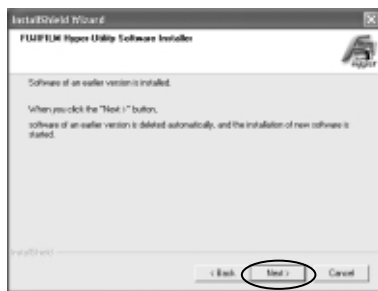 InstallShield Wizard
FUJIFILM Hyper-Utility Software Installer
Hyper
Software of an earlier version is installed.
When you click the "Next >" button,
software of an earlier version is deleted automatically, and the installation of new software is
started.
InstallShield
< Back
Next >
Cancel